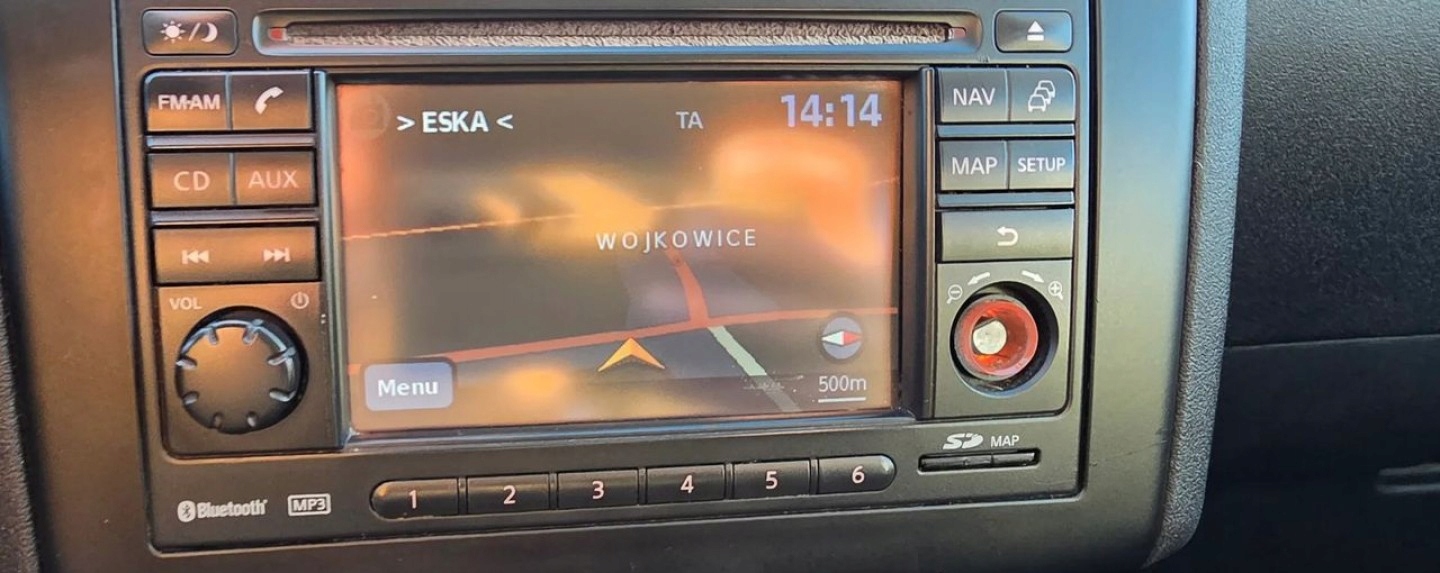 FM·AM
CD AUX
VOL
> ESKA < TA 14:14
WOJKOWICE
Menu
500m
NAV
MAP SETUP
SD MAP
Bluetooth MP3
1 2 3 4 5 6